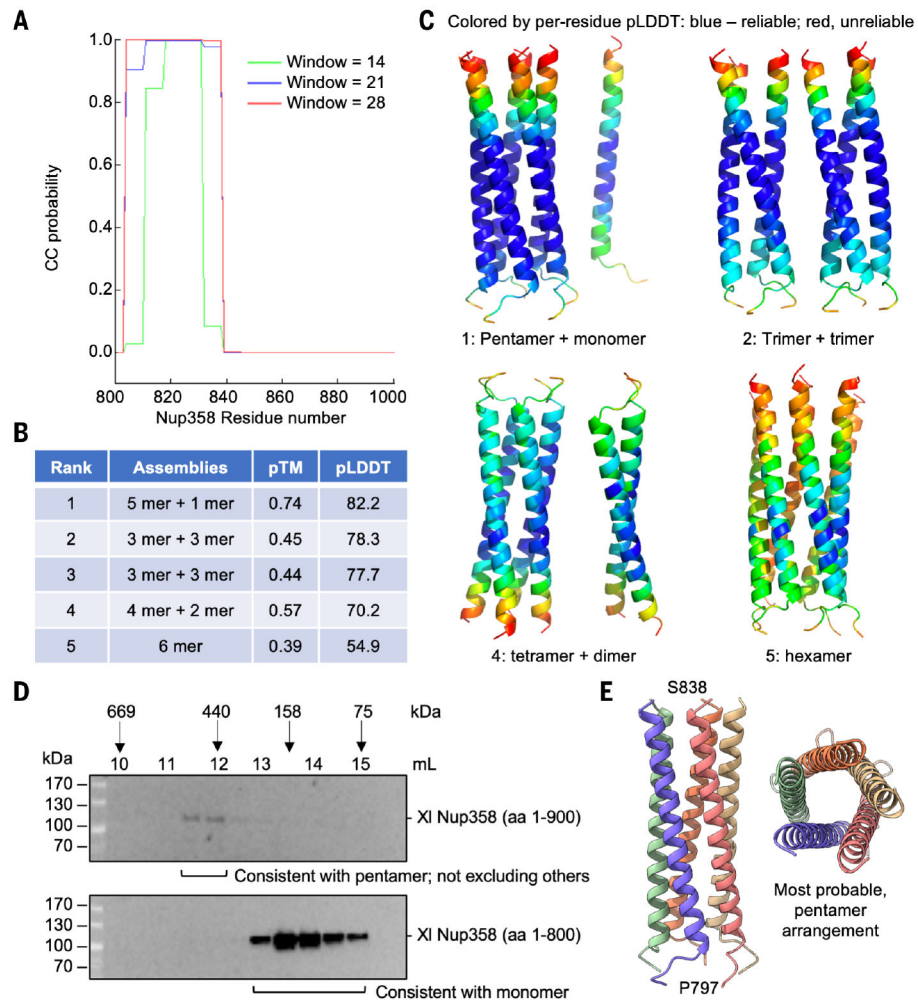 A
1.0
0.8
0.6
0.4
0.2
0.0
CC probability
Window = 14
Window = 21
Window = 28
800 820 840 1000
Nup358 Residue number
B
Rank Assemblies pTM pLDDT
1 5 mer + 1 mer 0.74 82.2
2 3 mer + 3 mer 0.45 78.3
3 3 mer + 3 mer 0.44 77.7
4 4 mer + 2 mer 0.57 70.2
5 6 mer 0.39 54.9
C Colored by per-residue pLDDT: blue – reliable; red, unreliable
1: Pentamer + monomer
2: Trimer + trimer
4: tetramer + dimer
5: hexamer
D
669 440 158 75 kDa
kDa 10 11 12 13 14 15 mL
170
130
100
70
Xl Nup358 (aa 1-900)
Consistent with pentamer; not excluding others
170
130
100
70
Xl Nup358 (aa 1-800)
Consistent with monomer
E
S838
P797
Most probable,
pentamer
arrangement